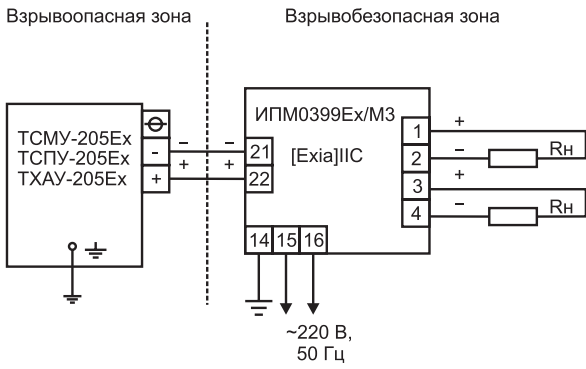 Взрывоопасная зона
Взрывобезопасная зона
ТСМУ-205Ex
ТСПУ-205Ex
ТХАУ-205Ex
-
+
–
+
–
+
ИПМ0399Ex/М3
[Exia]IIC
21
22
1
2
3
4
+
–
Rн
+
–
Rн
14 15 16
~220 В,
50 Гц